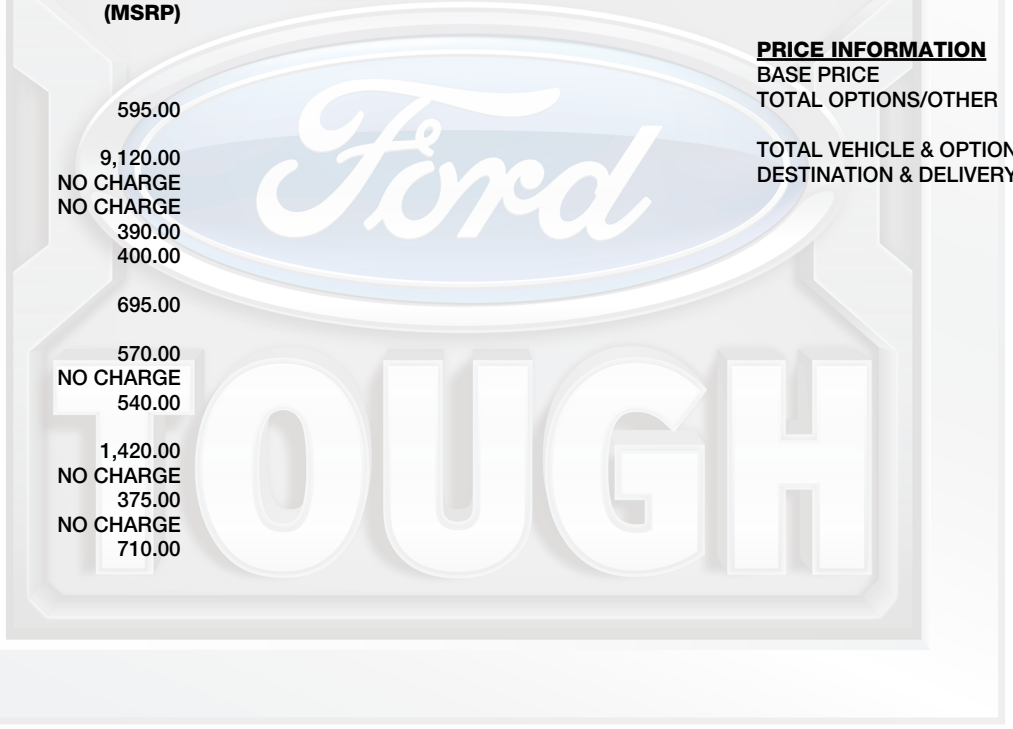 (MSRP)
595.00
9,120.00
NO CHARGE
NO CHARGE
390.00
400.00
695.00
570.00
NO CHARGE
540.00
1,420.00
NO CHARGE
375.00
NO CHARGE
710.00
PRICE INFORMATION
BASE PRICE
TOTAL OPTIONS/OTHER
TOTAL VEHICLE & OPTION
DESTINATION & DELIVERY
Ford
TOUGH